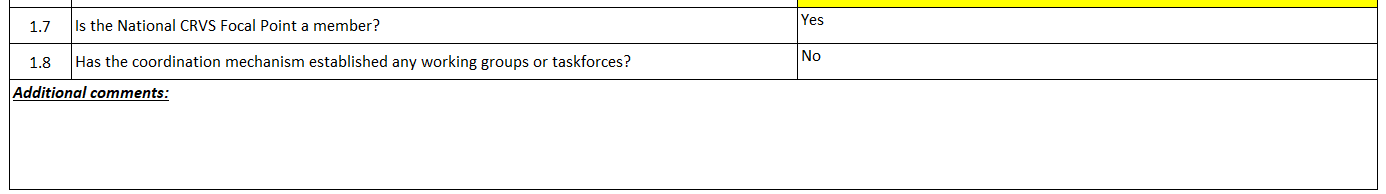 1.7 Is the National CRVS Focal Point a member? Yes
1.8 Has the coordination mechanism established any working groups or taskforces? No
Additional comments: